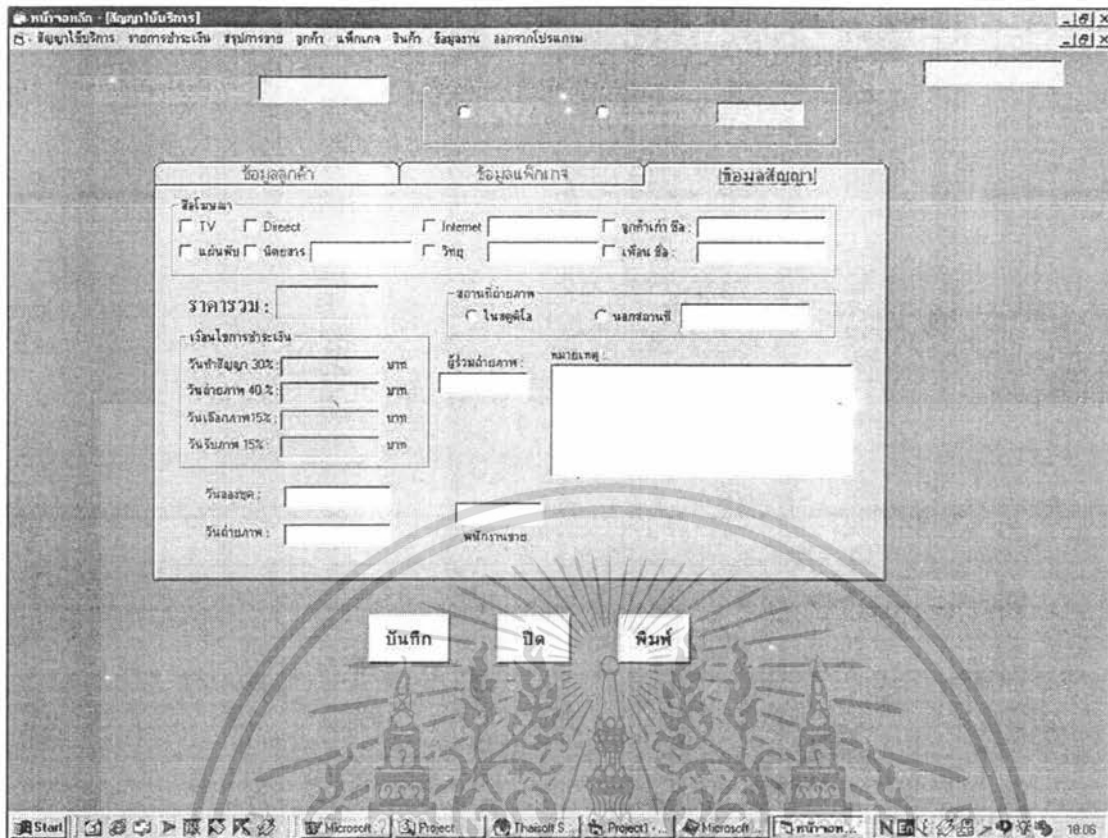 หน้าจอหลัก - [สัญญาใช้บริการ]
สัญญาใช้บริการ รายการชำระเงิน สรุปการขาย ลูกค้า แพ็กเกจ สินค้า ข้อมูลงาน ออกจากโปรแกรม
ข้อมูลลูกค้า ข้อมูลแพ็กเกจ [ข้อมูลสัญญา]
สื่อโฆษณา
TV Direect Internet ลูกค้าเก่า ชื่อ :
แผ่นพับ นิตยสาร วิทยุ เพื่อน ชื่อ :
ราคารวม : สถานที่ถ่ายภาพ
ในสตูดิโอ นอกสถานที่
เงื่อนไขการชำระเงิน
วันทำสัญญา 30% : บาท ผู้ร่วมถ่ายภาพ : หมายเหตุ :
วันถ่ายภาพ 40 % : บาท
วันเลือกภาพ15% : บาท
วันรับภาพ 15% : บาท
วันลองชุด :
วันถ่ายภาพ : พนักงานขาย
บันทึก ปิด พิมพ์
Start Microsoft Project Thaisoft S... Project1 - ... Microsoft ... หน้าจอห... 18:06